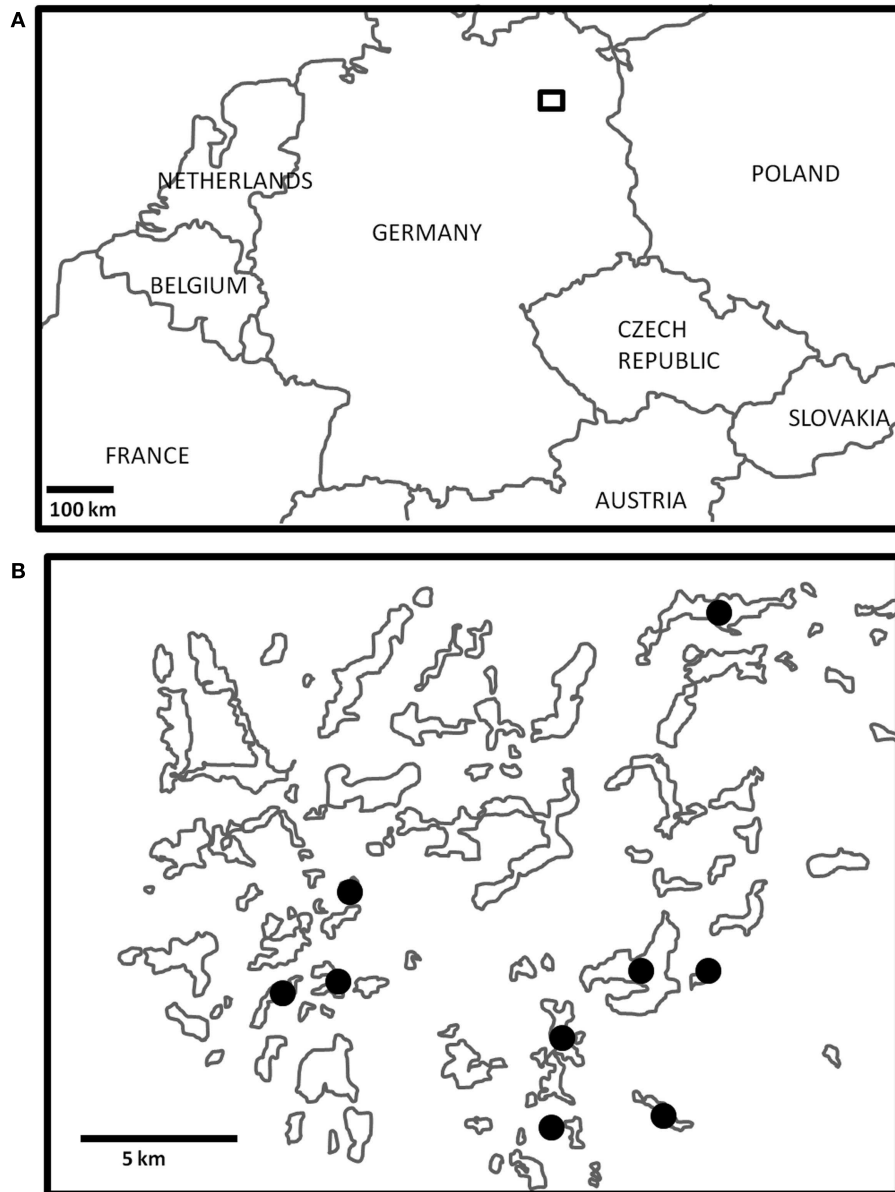 A
NETHERLANDS
POLAND
GERMANY
BELGIUM
CZECH
REPUBLIC
SLOVAKIA
FRANCE
AUSTRIA
100 km
B
5 km